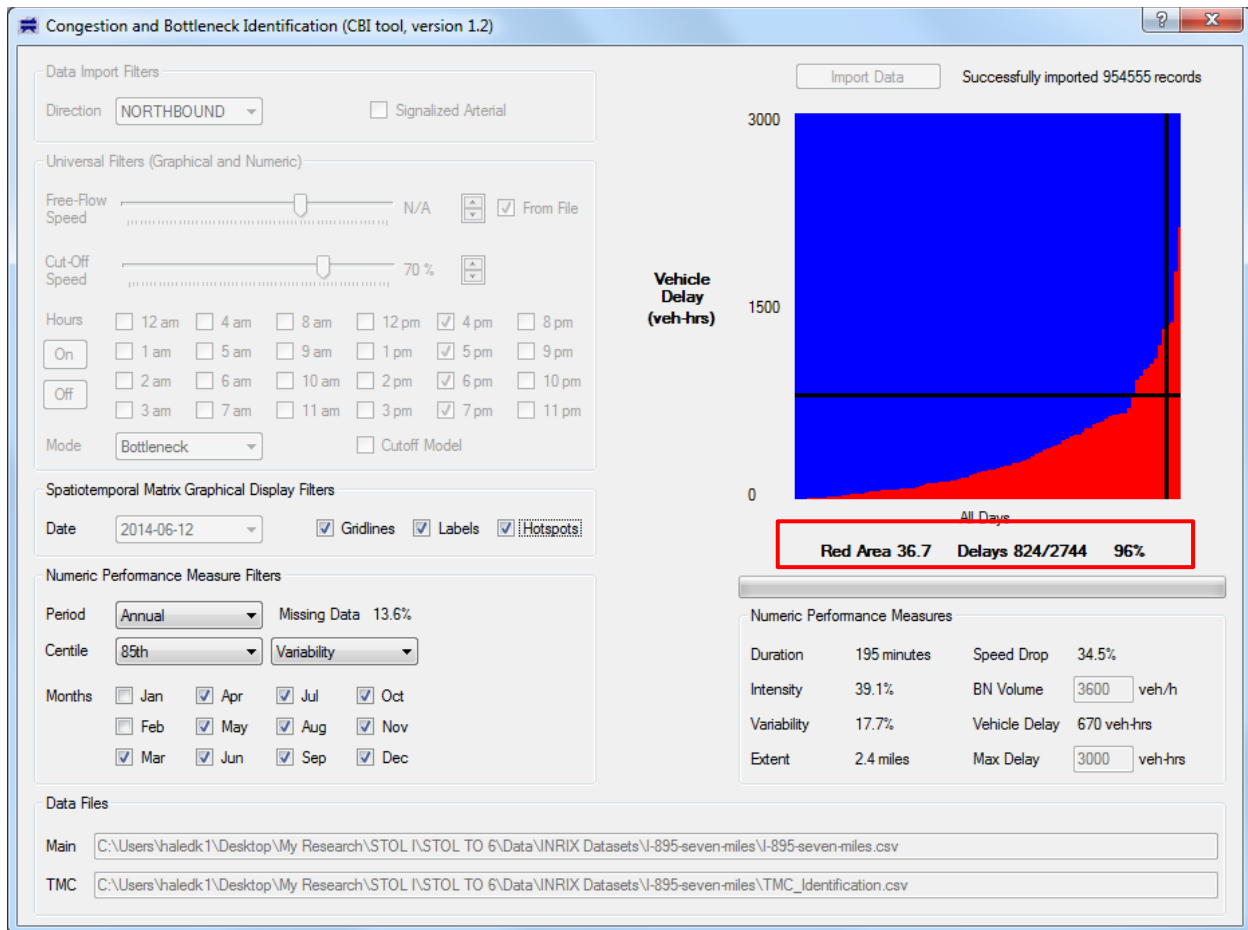 Congestion and Bottleneck Identification (CBI tool, version 1.2)
Data Import Filters
Direction NORTHBOUND Signalized Arterial
Universal Filters (Graphical and Numeric)
Free-Flow Speed N/A From File
Cut-Off Speed 70 %
Hours 12 am 4 am 8 am 12 pm 4 pm 8 pm
On 1 am 5 am 9 am 1 pm 5 pm 9 pm
2 am 6 am 10 am 2 pm 6 pm 10 pm
Off
3 am 7 am 11 am 3 pm 7 pm 11 pm
Mode Bottleneck Cutoff Model
Spatiotemporal Matrix Graphical Display Filters
Date 2014-06-12 Gridlines Labels Hotspots
Numeric Performance Measure Filters
Period Annual Missing Data 13.6%
Centile 85th Variability
Months Jan Apr Jul Oct
Feb May Aug Nov
Mar Jun Sep Dec
Import Data Successfully imported 954555 records
3000
Vehicle
Delay
(veh-hrs)
1500
0
All Days
Red Area 36.7 Delays 824/2744 96%
Numeric Performance Measures
Duration 195 minutes Speed Drop 34.5%
Intensity 39.1% BN Volume 3600 veh/h
Variability 17.7% Vehicle Delay 670 veh-hrs
Extent 2.4 miles Max Delay 3000 veh-hrs
Data Files
Main C:\Users\haledk1\Desktop\My Research\STOL I\STOL TO 6\Data\INRIX Datasets\I-895-seven-miles\I-895-seven-miles.csv
TMC C:\Users\haledk1\Desktop\My Research\STOL I\STOL TO 6\Data\INRIX Datasets\I-895-seven-miles\TMC_Identification.csv